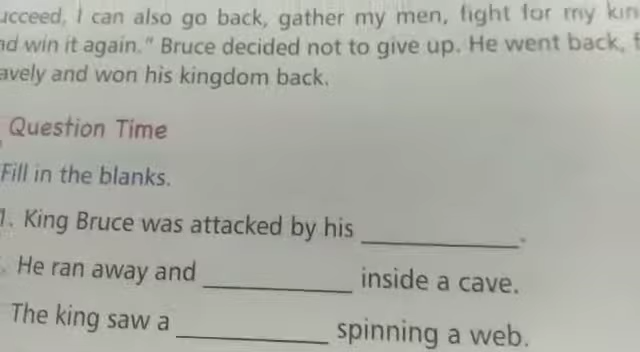 ucceed, I can also go back, gather my men, fight for my kin
nd win it again." Bruce decided not to give up. He went back, f
avely and won his kingdom back.
Question Time
Fill in the blanks.
1. King Bruce was attacked by his ____________.
He ran away and ____________ inside a cave.
The king saw a ____________ spinning a web.